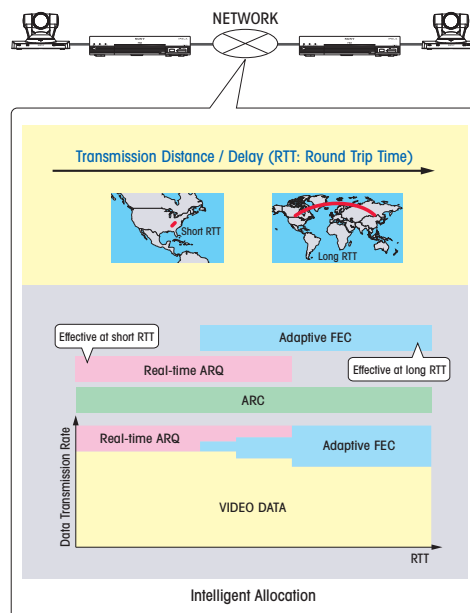 NETWORK
Transmission Distance / Delay (RTT: Round Trip Time)
Short RTT
Long RTT
Effective at short RTT
Adaptive FEC
Real-time ARQ
Effective at long RTT
ARC
Real-time ARQ
Adaptive FEC
VIDEO DATA
Data Transmission Rate
RTT
Intelligent Allocation